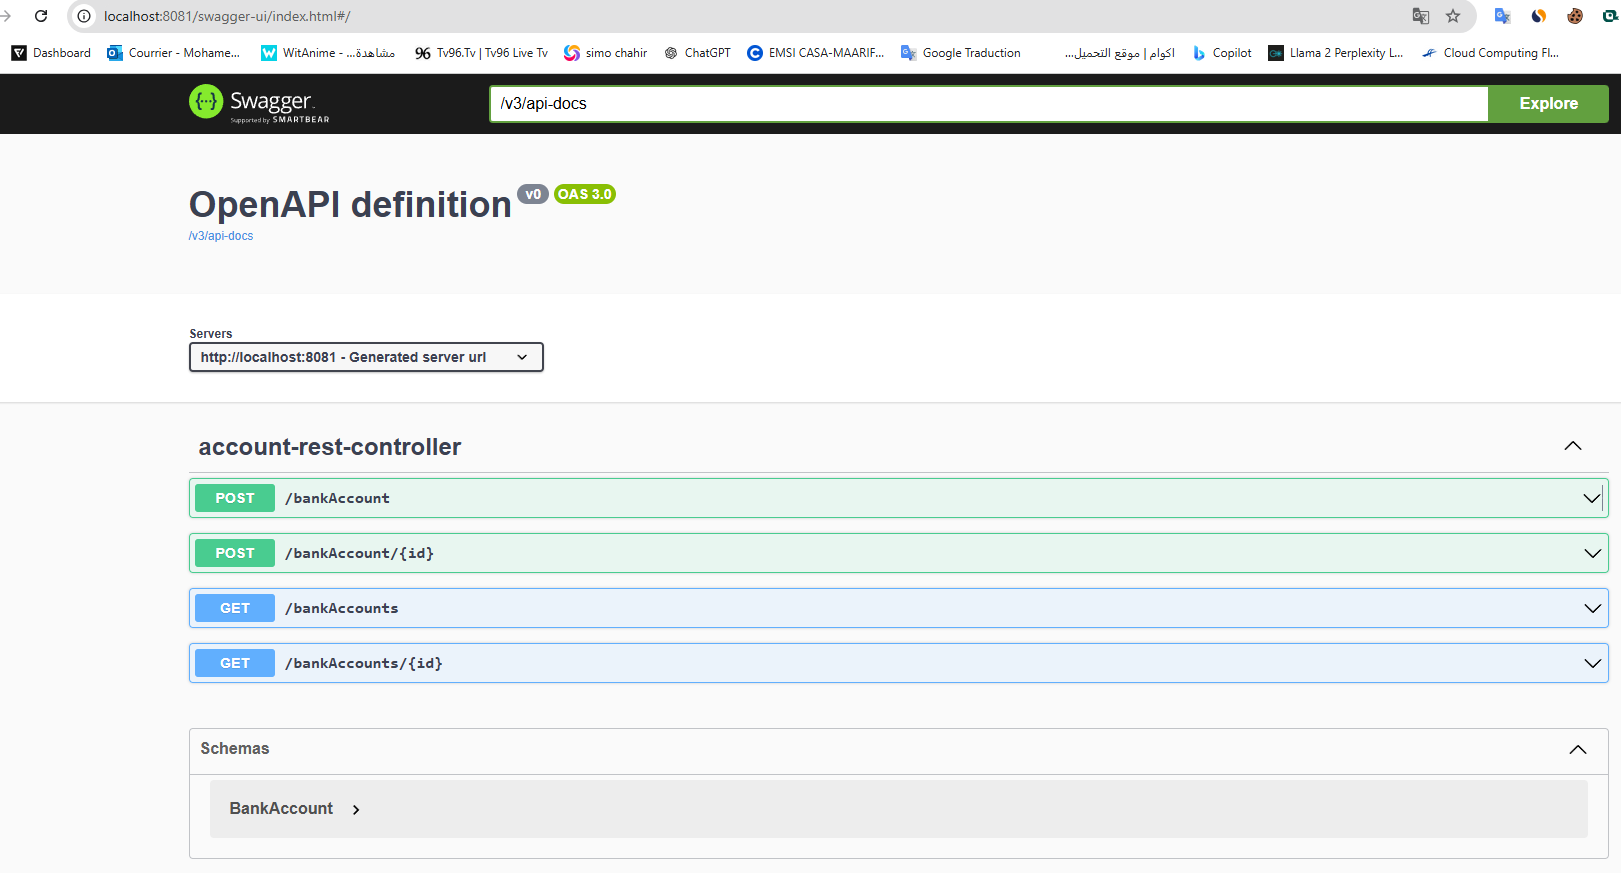 localhost:8081/swagger-ui/index.html#/
Dashboard Courrier - Mohame... WitAnime - ...مشاهدة Tv96.Tv | Tv96 Live Tv simo chahir ChatGPT EMSI CASA-MAARIF... Google Traduction اكوام | موقع التحميل... Copilot Llama 2 Perplexity L... Cloud Computing Fl...
Swagger.
Supported by SMARTBEAR
/v3/api-docs Explore
OpenAPI definition v0 OAS 3.0
/v3/api-docs
Servers
http://localhost:8081 - Generated server url
account-rest-controller
POST /bankAccount
POST /bankAccount/{id}
GET /bankAccounts
GET /bankAccounts/{id}
Schemas
BankAccount